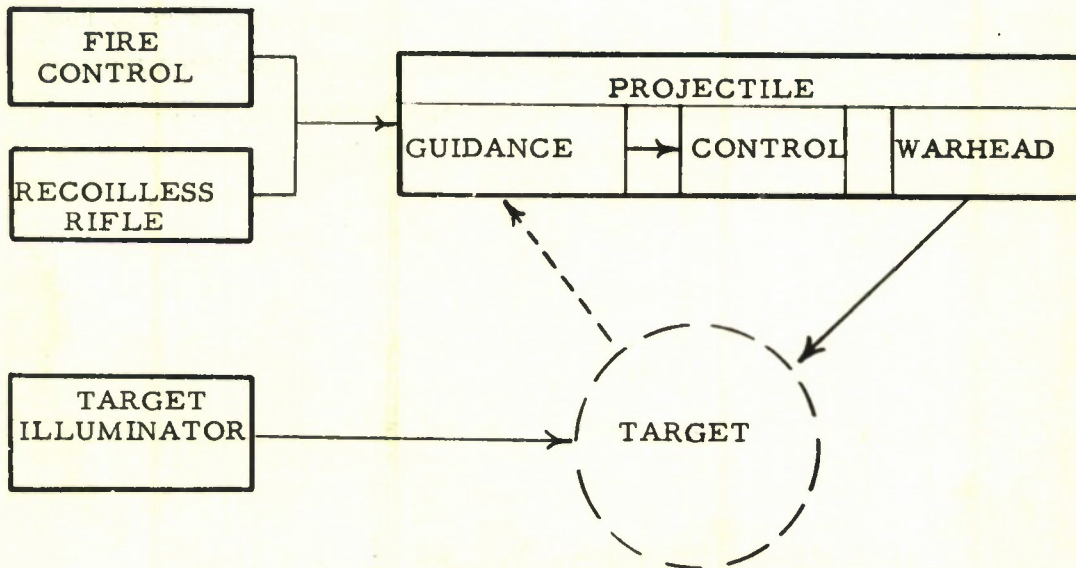 FIRE
CONTROL
PROJECTILE
GUIDANCE
CONTROL
WARHEAD
RECOILLESS
RIFLE
TARGET
ILLUMINATOR
TARGET